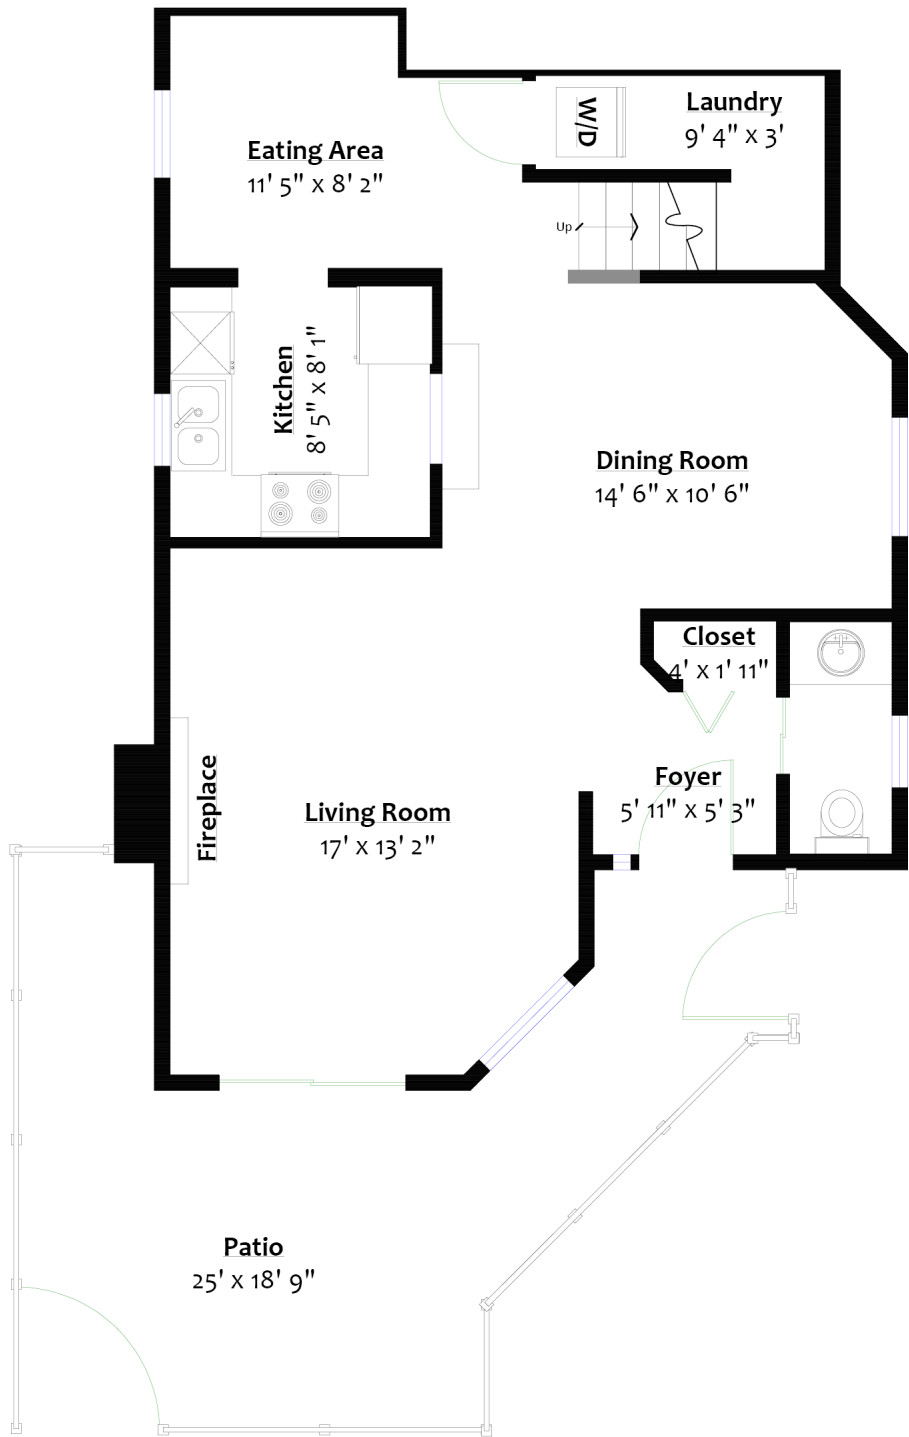 Eating Area
11' 5" x 8' 2"
W/D
Laundry
9' 4" x 3'
Up
Kitchen
8' 5" x 8' 1"
Dining Room
14' 6" x 10' 6"
Closet
4' x 1' 11"
Foyer
5' 11" x 5' 3"
Fireplace
Living Room
17' x 13' 2"
Patio
25' x 18' 9"